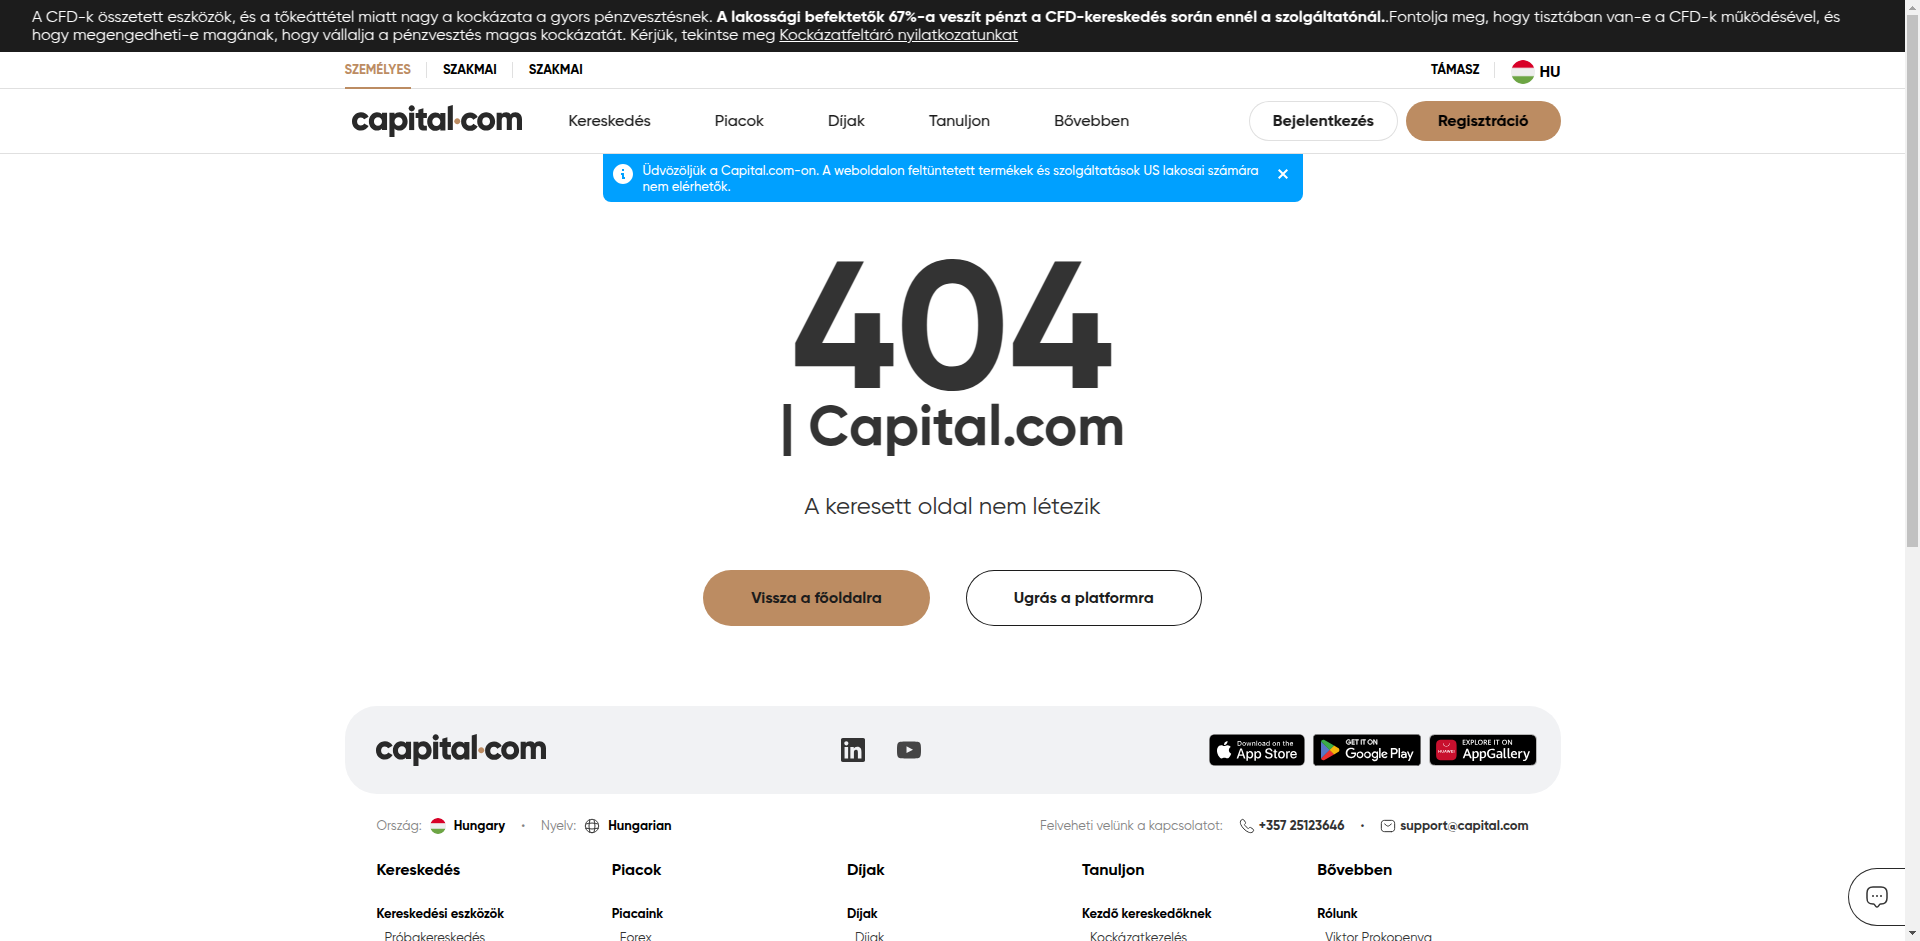 A CFD-k összetett eszközök, és a tőkeáttétel miatt nagy a kockázata a gyors pénzvesztésnek. A lakossági befektetők 67%-a veszít pénzt a CFD-kereskedés során ennél a szolgáltatónál..Fontolja meg, hogy tisztában van-e a CFD-k működésével, és
hogy megengedheti-e magának, hogy vállalja a pénzvesztés magas kockázatát. Kérjük, tekintse meg Kockázatfeltáró nyilatkozatunkat
SZEMÉLYES SZAKMAI SZAKMAI TÁMASZ HU
capital.com Kereskedés Piacok Díjak Tanuljon Bővebben Bejelentkezés Regisztráció
Üdvözöljük a Capital.com-on. A weboldalon feltüntetett termékek és szolgáltatások US lakosai számára
nem elérhetők.
404
| Capital.com
A keresett oldal nem létezik
Vissza a főoldalra Ugrás a platformra
capital.com
Download on the
App Store
GET IT ON
Google Play
HUAWEI
EXPLORE IT ON
AppGallery
Ország: Hungary · Nyelv: Hungarian Felveheti velünk a kapcsolatot: +357 25123646 · support@capital.com
Kereskedés Piacok Díjak Tanuljon Bővebben
Kereskedési eszközök Piacaink Díjak Kezdő kereskedőknek Rólunk
Próbakereskedés Forex Díjak Kockázatkezelés Viktor Prokopenya